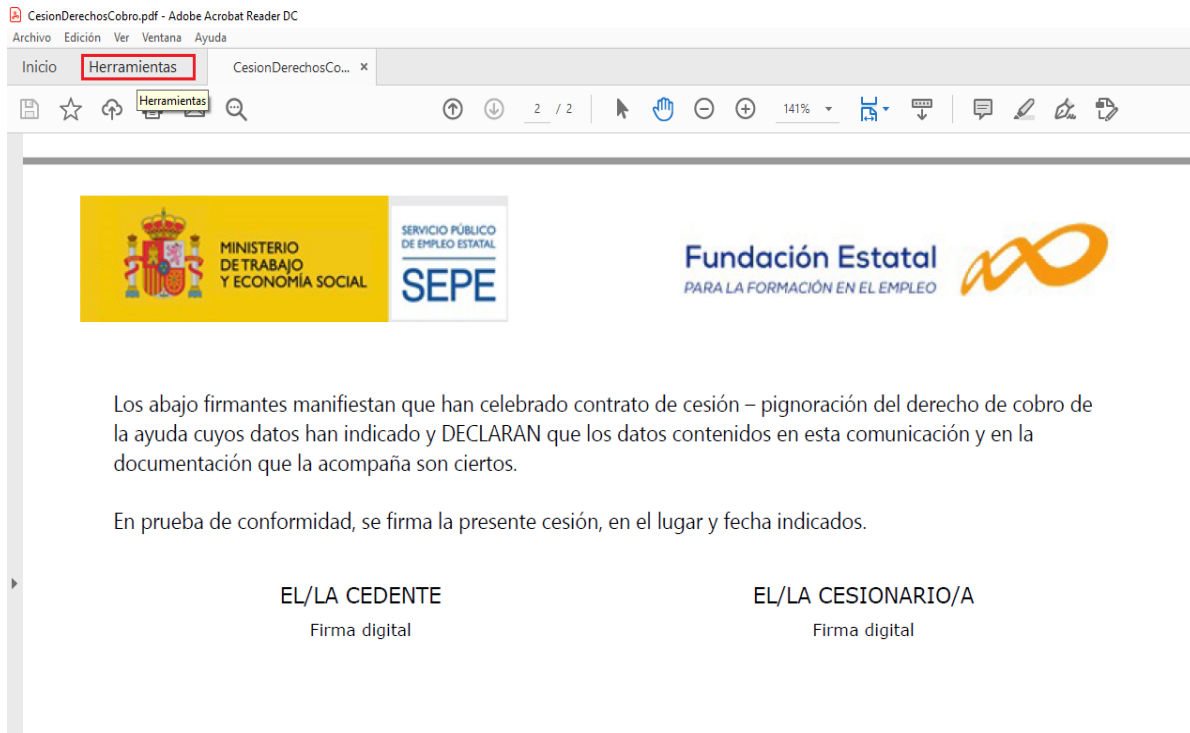 CesionDerechosCobro.pdf - Adobe Acrobat Reader DC
Archivo Edición Ver Ventana Ayuda
Inicio Herramientas CesionDerechosCo... ×
Herramientas
2 / 2 141%
MINISTERIO
DE TRABAJO
Y ECONOMÍA SOCIAL
SERVICIO PÚBLICO
DE EMPLEO ESTATAL
SEPE
Fundación Estatal
PARA LA FORMACIÓN EN EL EMPLEO
Los abajo firmantes manifiestan que han celebrado contrato de cesión – pignoración del derecho de cobro de
la ayuda cuyos datos han indicado y DECLARAN que los datos contenidos en esta comunicación y en la
documentación que la acompaña son ciertos.
En prueba de conformidad, se firma la presente cesión, en el lugar y fecha indicados.
EL/LA CEDENTE EL/LA CESIONARIO/A
Firma digital Firma digital